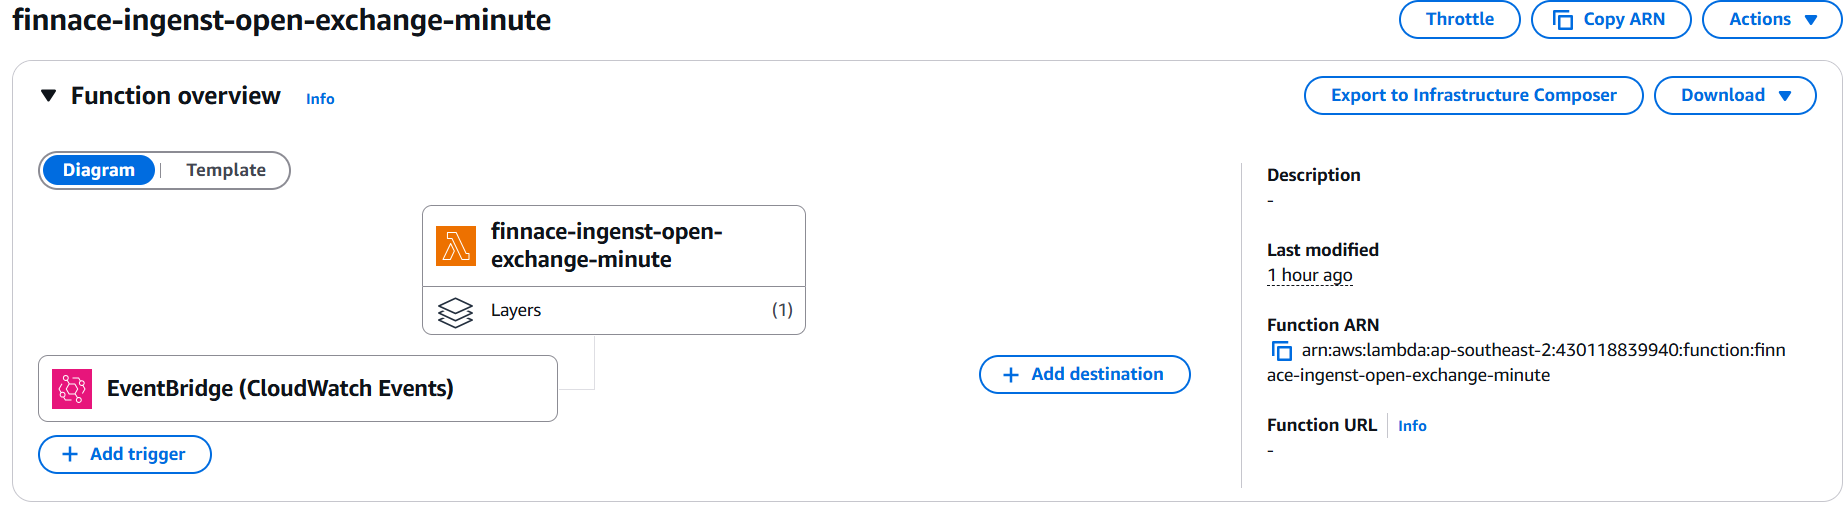 finnace-ingenst-open-exchange-minute
Throttle
Copy ARN
Actions
Function overview
Info
Export to Infrastructure Composer
Download
Diagram
Template
finnace-ingenst-open-
exchange-minute
Layers
(1)
EventBridge (CloudWatch Events)
Add trigger
Add destination
Description
-
Last modified
1 hour ago
Function ARN
arn:aws:lambda:ap-southeast-2:430118839940:function:finn
ace-ingenst-open-exchange-minute
Function URL
Info
-